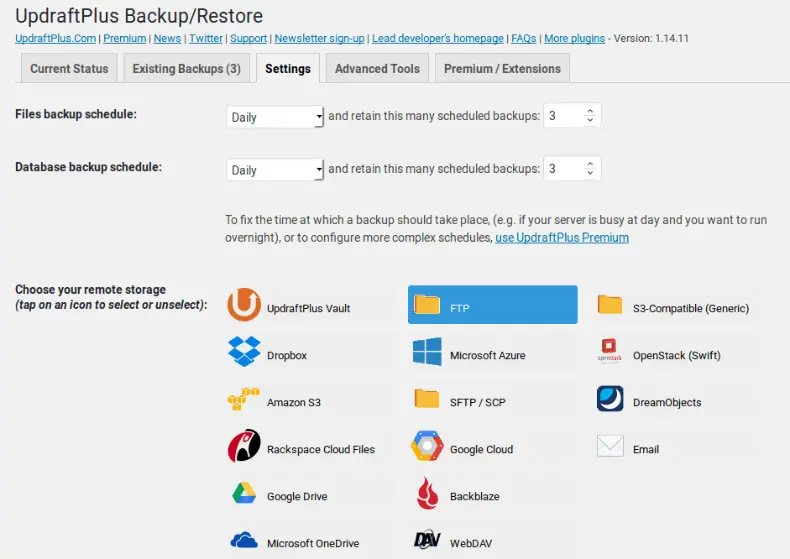 UpdraftPlus Backup/Restore
UpdraftPlus.Com | Premium | News | Twitter | Support | Newsletter sign-up | Lead developer's homepage | FAQs | More plugins - Version: 1.14.11
Current Status Existing Backups (3) Settings Advanced Tools Premium / Extensions
Files backup schedule: Daily and retain this many scheduled backups: 3
Database backup schedule: Daily and retain this many scheduled backups: 3
To fix the time at which a backup should take place, (e.g. if your server is busy at day and you want to run
overnight), or to configure more complex schedules, use UpdraftPlus Premium
Choose your remote storage
(tap on an icon to select or unselect):
UpdraftPlus Vault FTP S3-Compatible (Generic)
Dropbox Microsoft Azure openstack OpenStack (Swift)
Amazon S3 SFTP / SCP DreamObjects
Rackspace Cloud Files Google Cloud Email
Google Drive Backblaze
Microsoft OneDrive DAV WebDAV